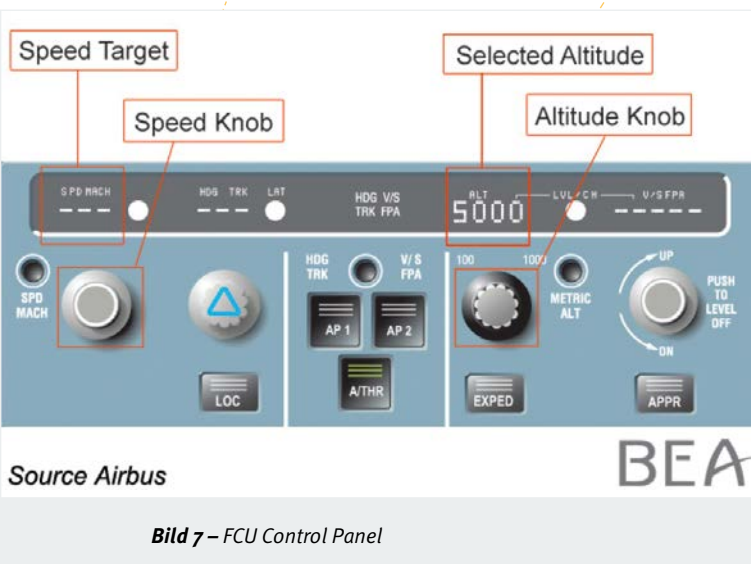 Speed Target
Selected Altitude
Speed Knob
Altitude Knob
SPD MACH
HDG TRK LAT
HDG V/S
TRK FPA
ALT
LVL/CH
V/S FPA
---
---
5000
-----
SPD
MACH
HDG
TRK
V/S
FPA
100
1000
METRIC
ALT
UP
PUSH
TO
LEVEL
OFF
ON
AP 1
AP 2
LOC
A/THR
EXPED
APPR
Source Airbus
BEA
Bild 7 – FCU Control Panel